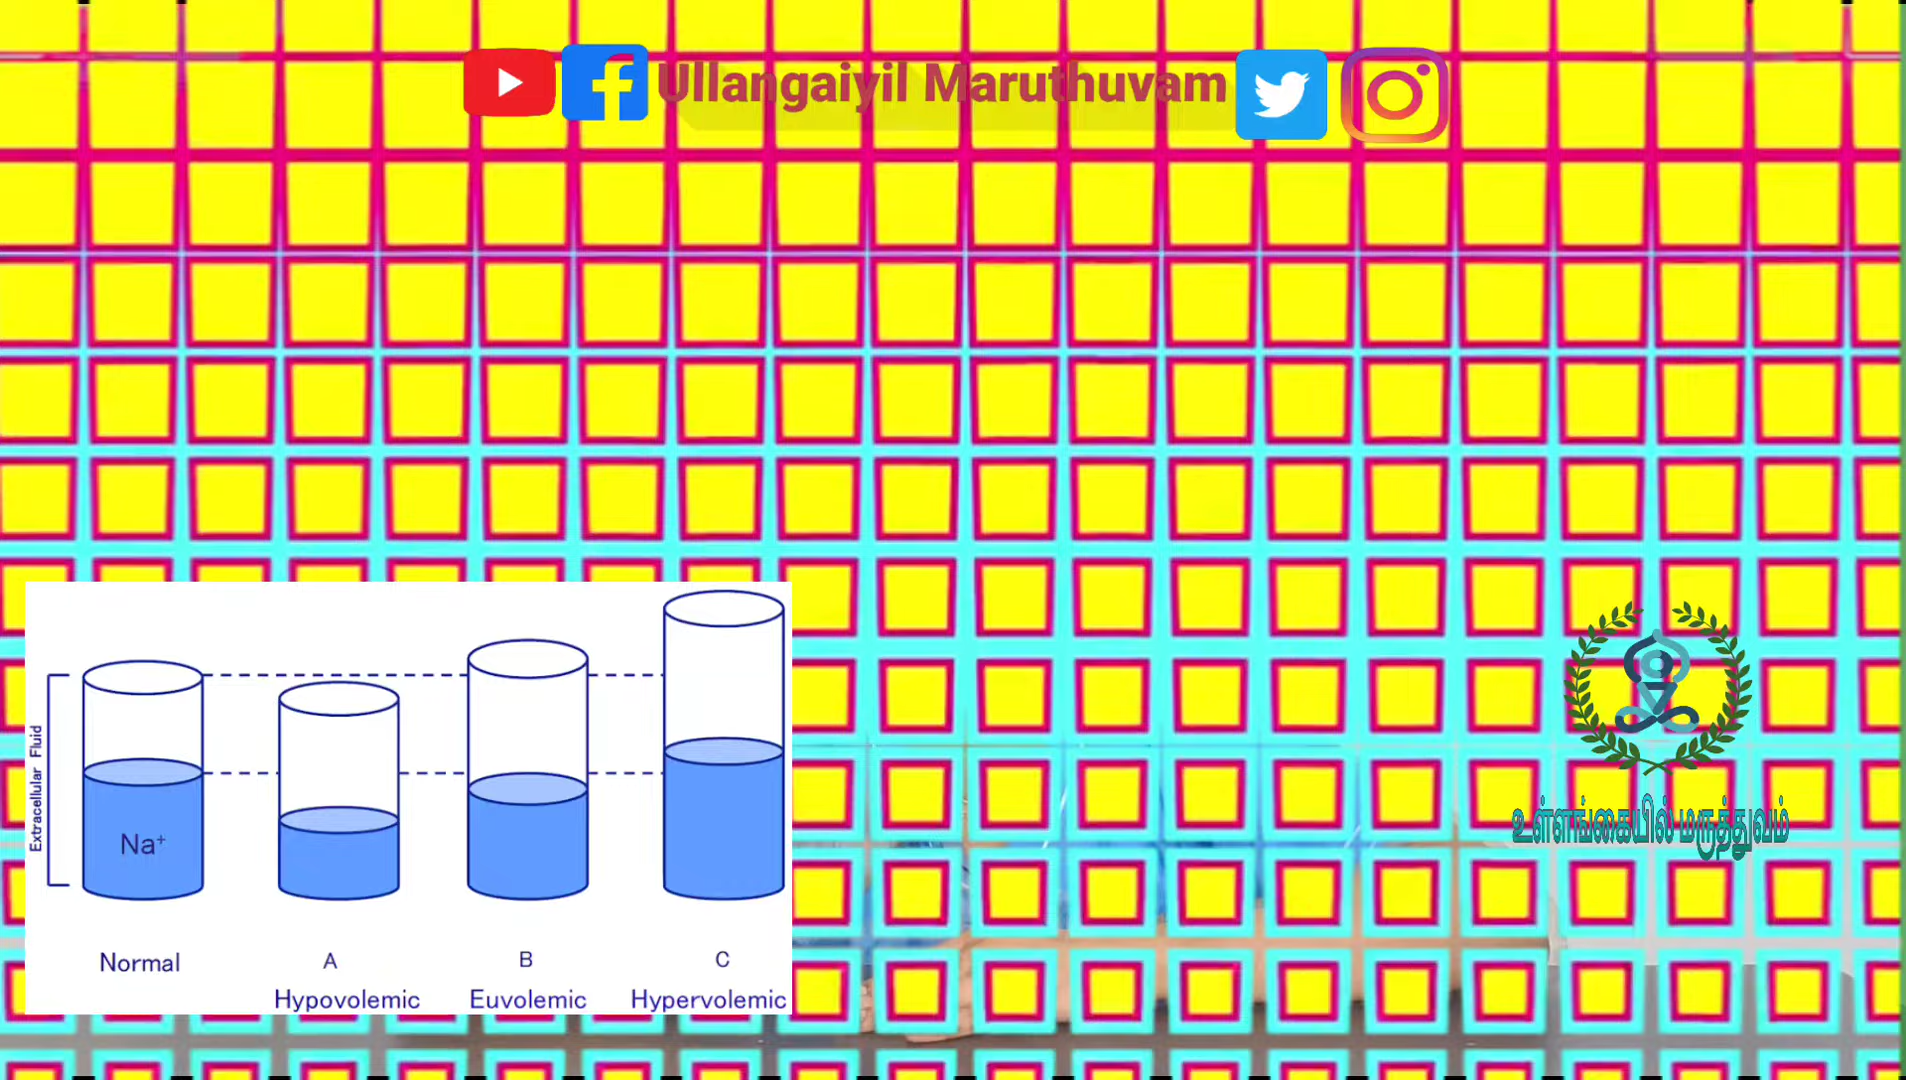 Ullangaiyil Maruthuvam
Extracellular Fluid
Na⁺
Normal
A
B
C
Hypovolemic
Euvolemic
Hypervolemic
உள்ளங்கையில் மருத்துவம்